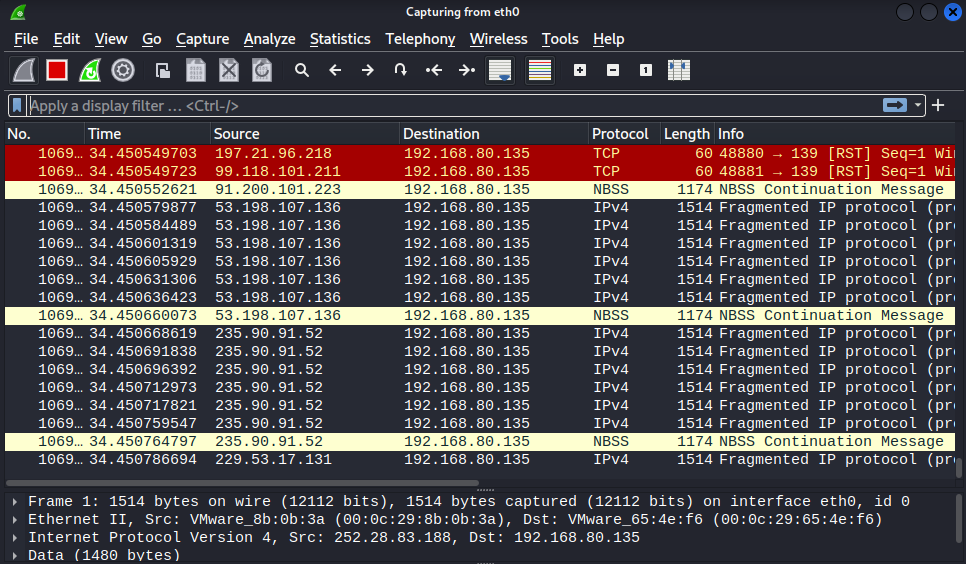 Capturing from eth0
File Edit View Go Capture Analyze Statistics Telephony Wireless Tools Help
Apply a display filter … <Ctrl-/>
No. Time Source Destination Protocol Length Info
1069… 34.450549703 197.21.96.218 192.168.80.135 TCP 60 48880 → 139 [RST] Seq=1 Win
1069… 34.450549723 99.118.101.211 192.168.80.135 TCP 60 48881 → 139 [RST] Seq=1 Win
1069… 34.450552621 91.200.101.223 192.168.80.135 NBSS 1174 NBSS Continuation Message
1069… 34.450579877 53.198.107.136 192.168.80.135 IPv4 1514 Fragmented IP protocol (pro
1069… 34.450584489 53.198.107.136 192.168.80.135 IPv4 1514 Fragmented IP protocol (pro
1069… 34.450601319 53.198.107.136 192.168.80.135 IPv4 1514 Fragmented IP protocol (pro
1069… 34.450605929 53.198.107.136 192.168.80.135 IPv4 1514 Fragmented IP protocol (pro
1069… 34.450631306 53.198.107.136 192.168.80.135 IPv4 1514 Fragmented IP protocol (pro
1069… 34.450636423 53.198.107.136 192.168.80.135 IPv4 1514 Fragmented IP protocol (pro
1069… 34.450660073 53.198.107.136 192.168.80.135 NBSS 1174 NBSS Continuation Message
1069… 34.450668619 235.90.91.52 192.168.80.135 IPv4 1514 Fragmented IP protocol (pro
1069… 34.450691838 235.90.91.52 192.168.80.135 IPv4 1514 Fragmented IP protocol (pro
1069… 34.450696392 235.90.91.52 192.168.80.135 IPv4 1514 Fragmented IP protocol (pro
1069… 34.450712973 235.90.91.52 192.168.80.135 IPv4 1514 Fragmented IP protocol (pro
1069… 34.450717821 235.90.91.52 192.168.80.135 IPv4 1514 Fragmented IP protocol (pro
1069… 34.450759547 235.90.91.52 192.168.80.135 IPv4 1514 Fragmented IP protocol (pro
1069… 34.450764797 235.90.91.52 192.168.80.135 NBSS 1174 NBSS Continuation Message
1069… 34.450786694 229.53.17.131 192.168.80.135 IPv4 1514 Fragmented IP protocol (pro
Frame 1: 1514 bytes on wire (12112 bits), 1514 bytes captured (12112 bits) on interface eth0, id 0
Ethernet II, Src: VMware_8b:0b:3a (00:0c:29:8b:0b:3a), Dst: VMware_65:4e:f6 (00:0c:29:65:4e:f6)
Internet Protocol Version 4, Src: 252.28.83.188, Dst: 192.168.80.135
Data (1480 bytes)